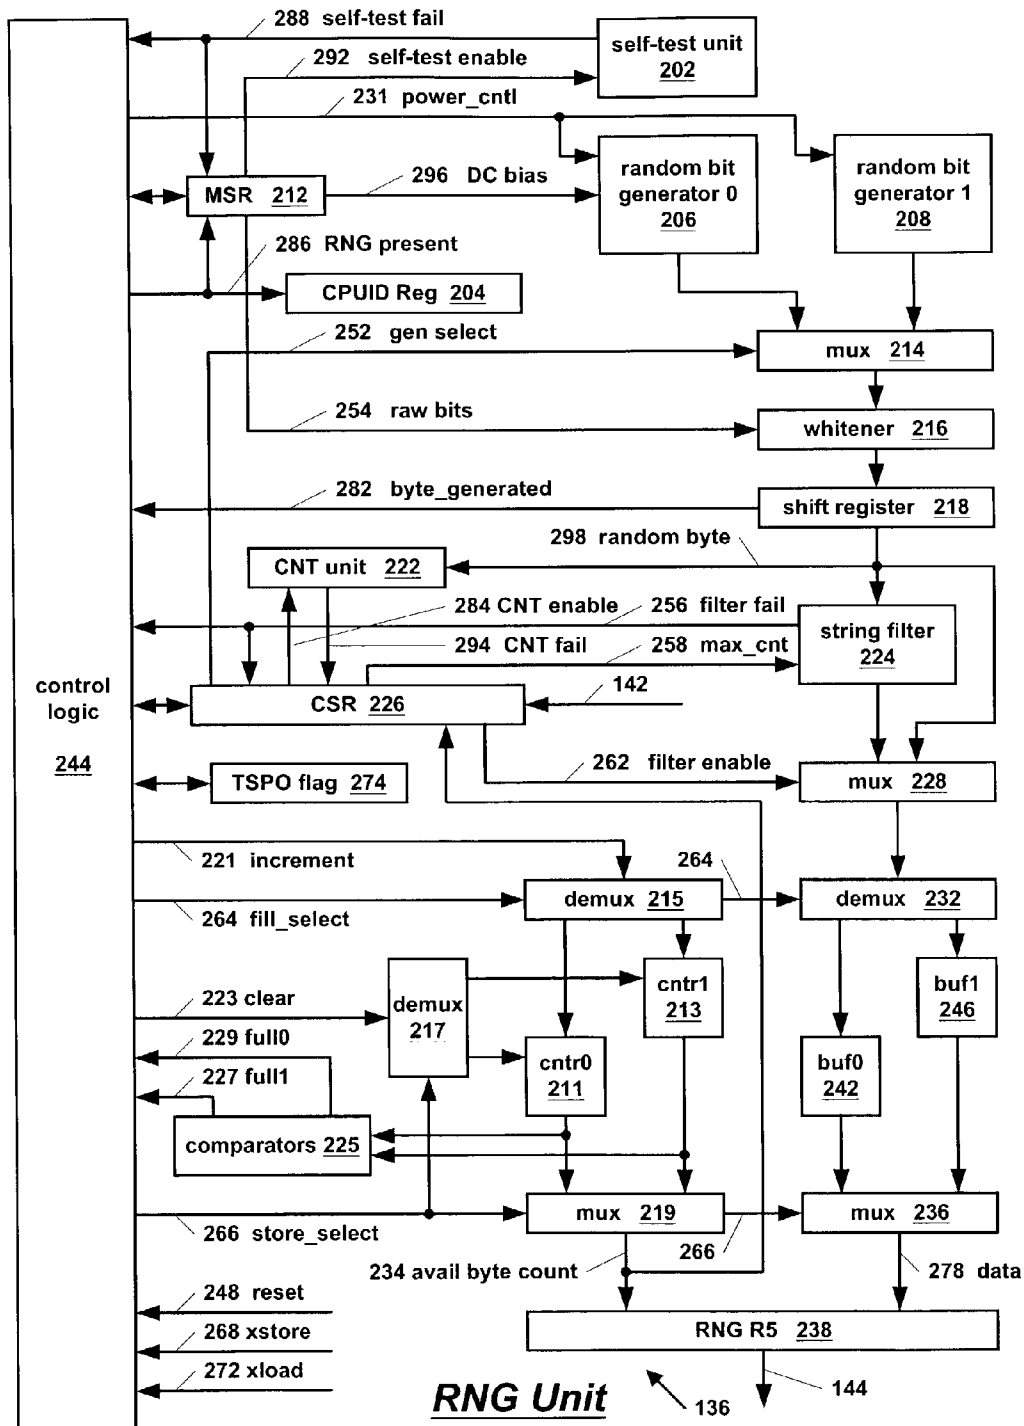 288 self-test fail
self-test unit
202
292 self-test enable
231 power_cntl
random bit
generator 0
206
random bit
generator 1
208
MSR 212
296 DC bias
286 RNG present
CPUID Reg 204
252 gen select
mux 214
254 raw bits
whitener 216
282 byte_generated
shift register 218
298 random byte
CNT unit 222
284 CNT enable
256 filter fail
string filter
224
294 CNT fail
258 max_cnt
control
logic
244
CSR 226
142
262 filter enable
mux 228
TSPO flag 274
221 increment
264
demux 215
demux 232
264 fill_select
cntr1
213
buf1
246
demux
217
223 clear
229 full0
cntr0
211
buf0
242
227 full1
comparators 225
mux 219
mux 236
266 store_select
266
234 avail byte count
278 data
248 reset
RNG R5 238
268 xstore
272 xload
144
RNG Unit
136